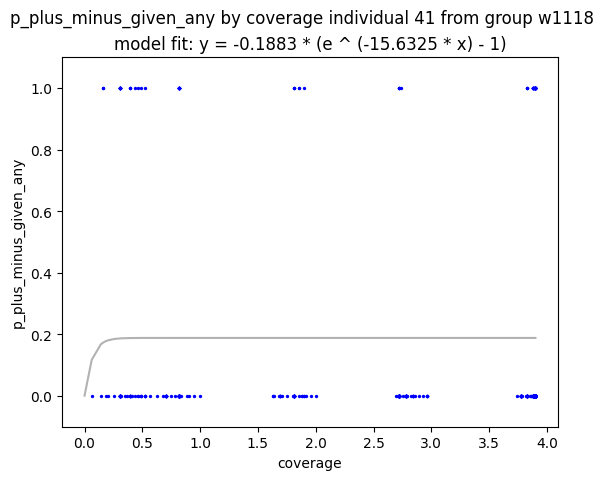 p_plus_minus_given_any by coverage individual 41 from group w1118
model fit: y = -0.1883 * (e ^ (-15.6325 * x) - 1)
1.0
0.8
0.6
0.4
0.2
0.0
p_plus_minus_given_any
0.0 0.5 1.0 1.5 2.0 2.5 3.0 3.5 4.0
coverage